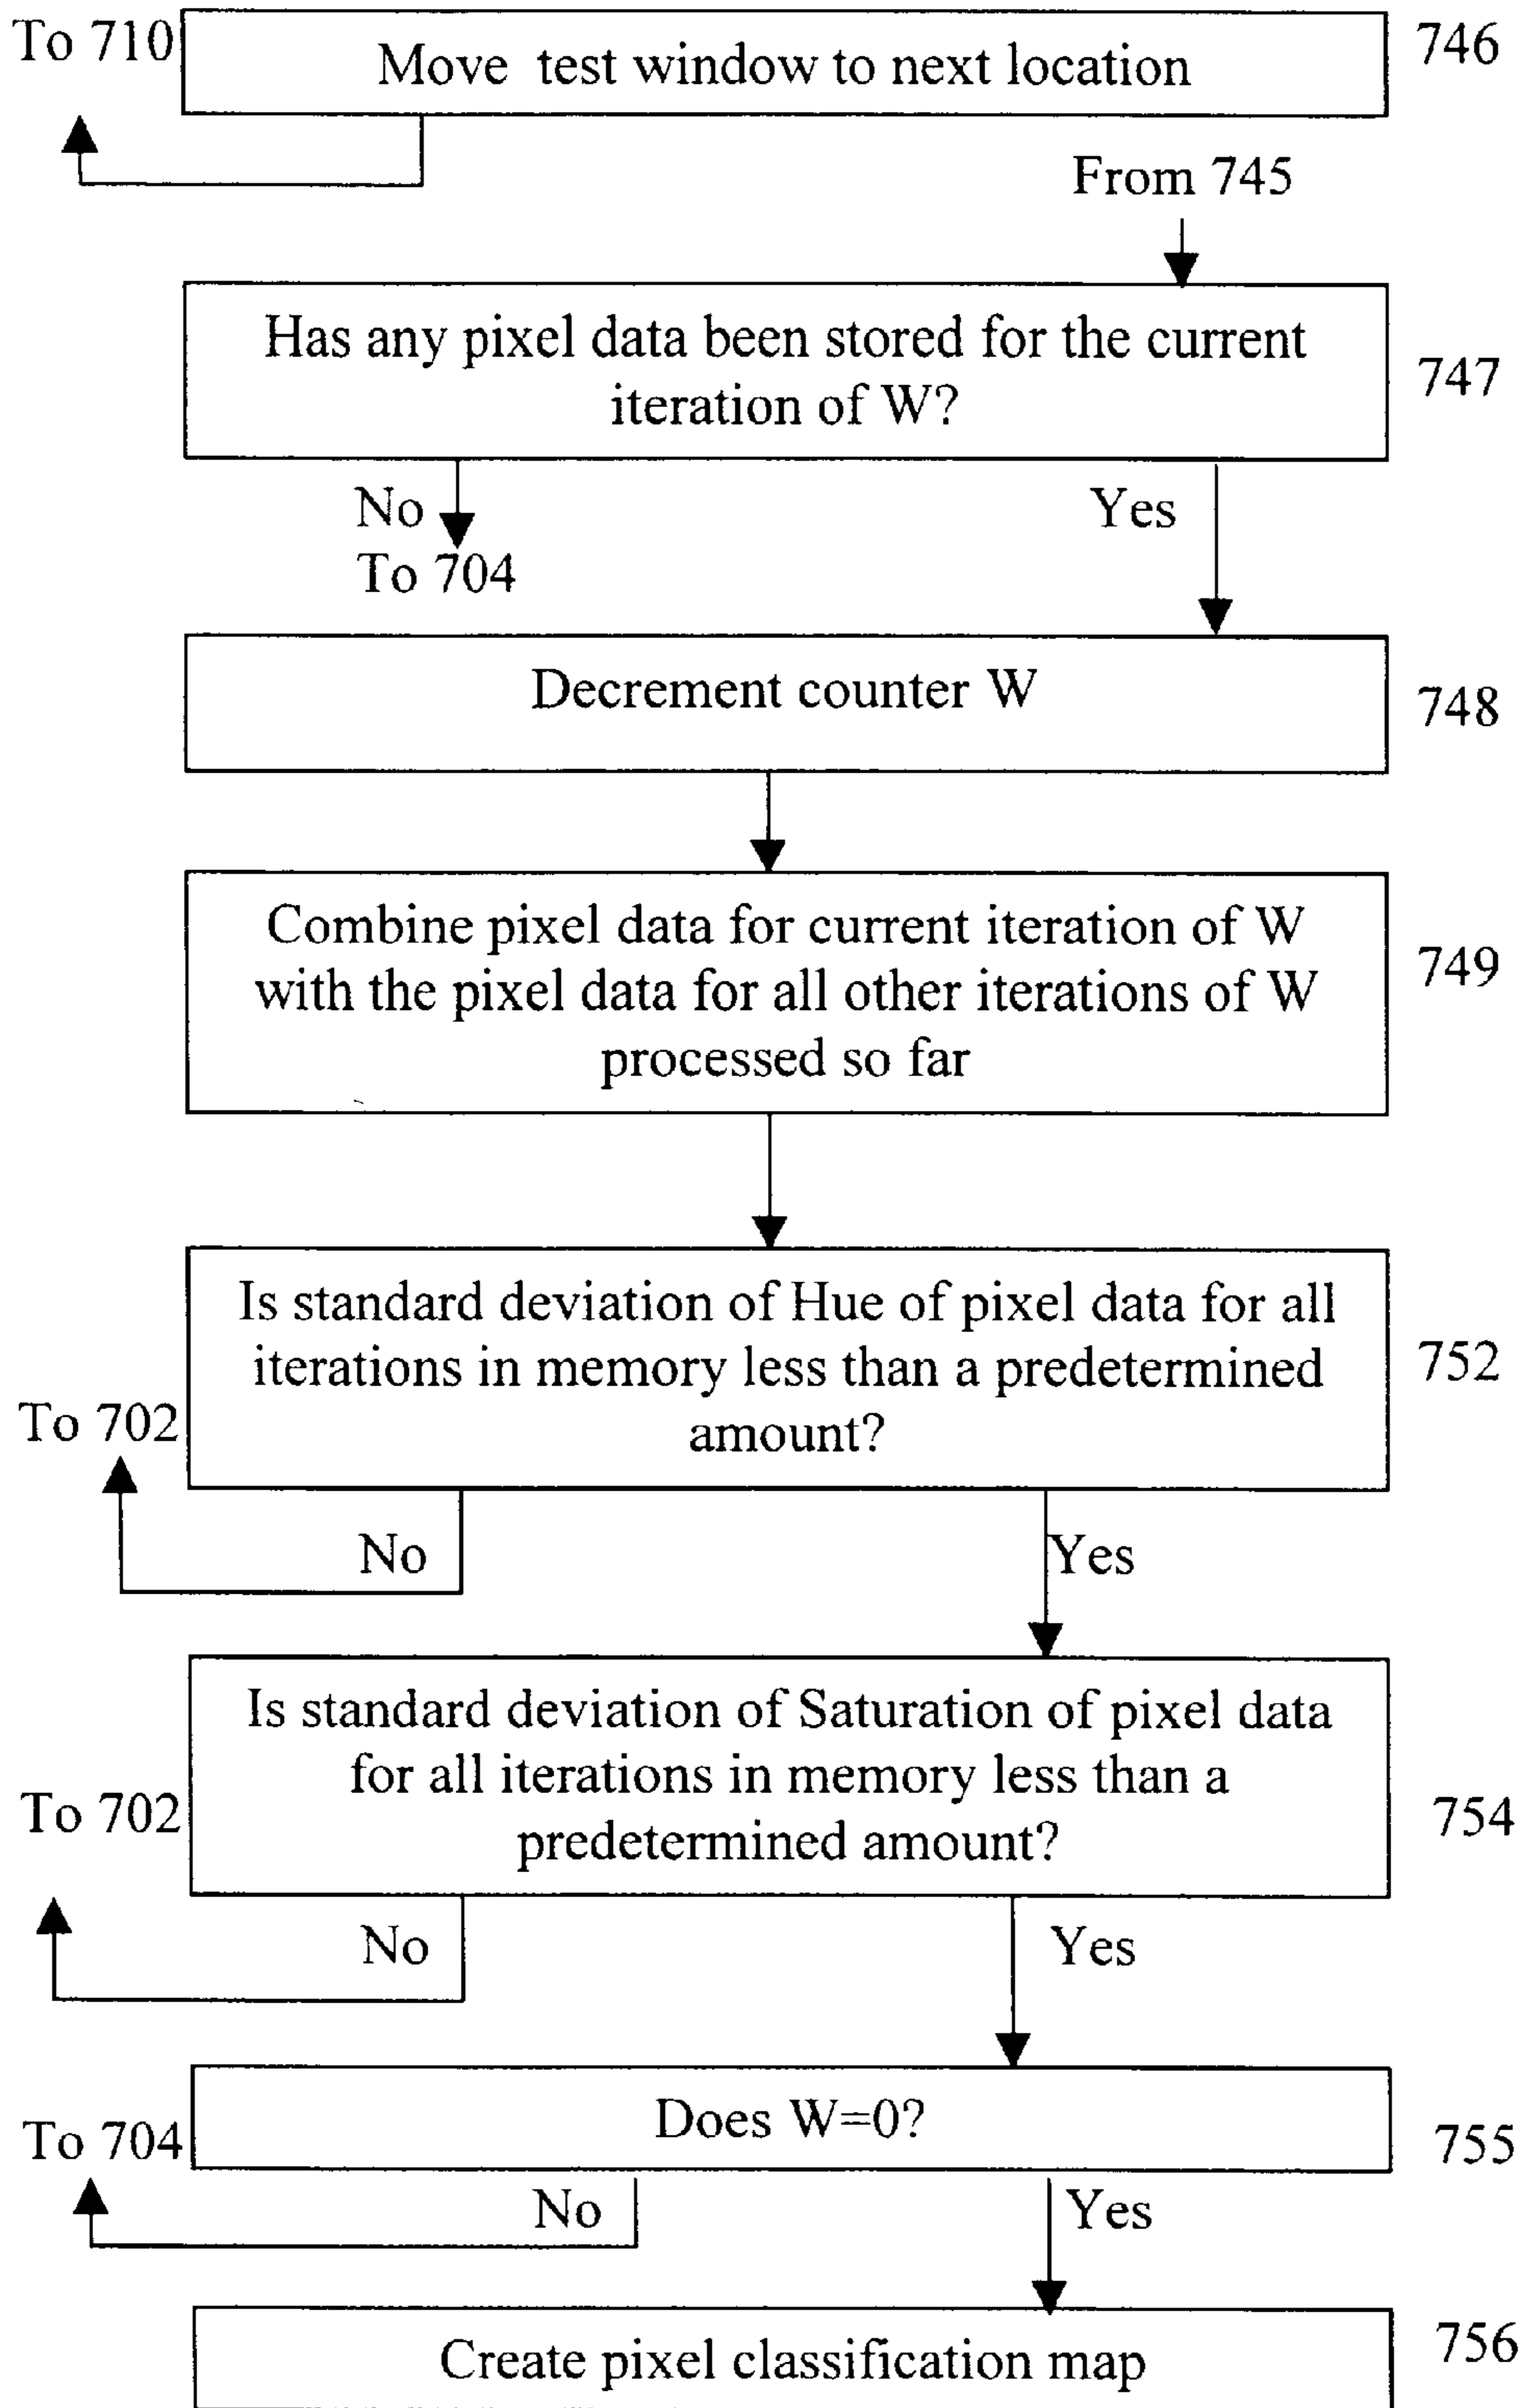 To 710
Move test window to next location
746
From 745
Has any pixel data been stored for the current
iteration of W?
747
No
To 704
Yes
Decrement counter W
748
Combine pixel data for current iteration of W
with the pixel data for all other iterations of W
processed so far
749
Is standard deviation of Hue of pixel data for all
iterations in memory less than a predetermined
amount?
752
To 702
No
Yes
Is standard deviation of Saturation of pixel data
for all iterations in memory less than a
predetermined amount?
754
To 702
No
Yes
Does W=0?
755
To 704
No
Yes
Create pixel classification map
756